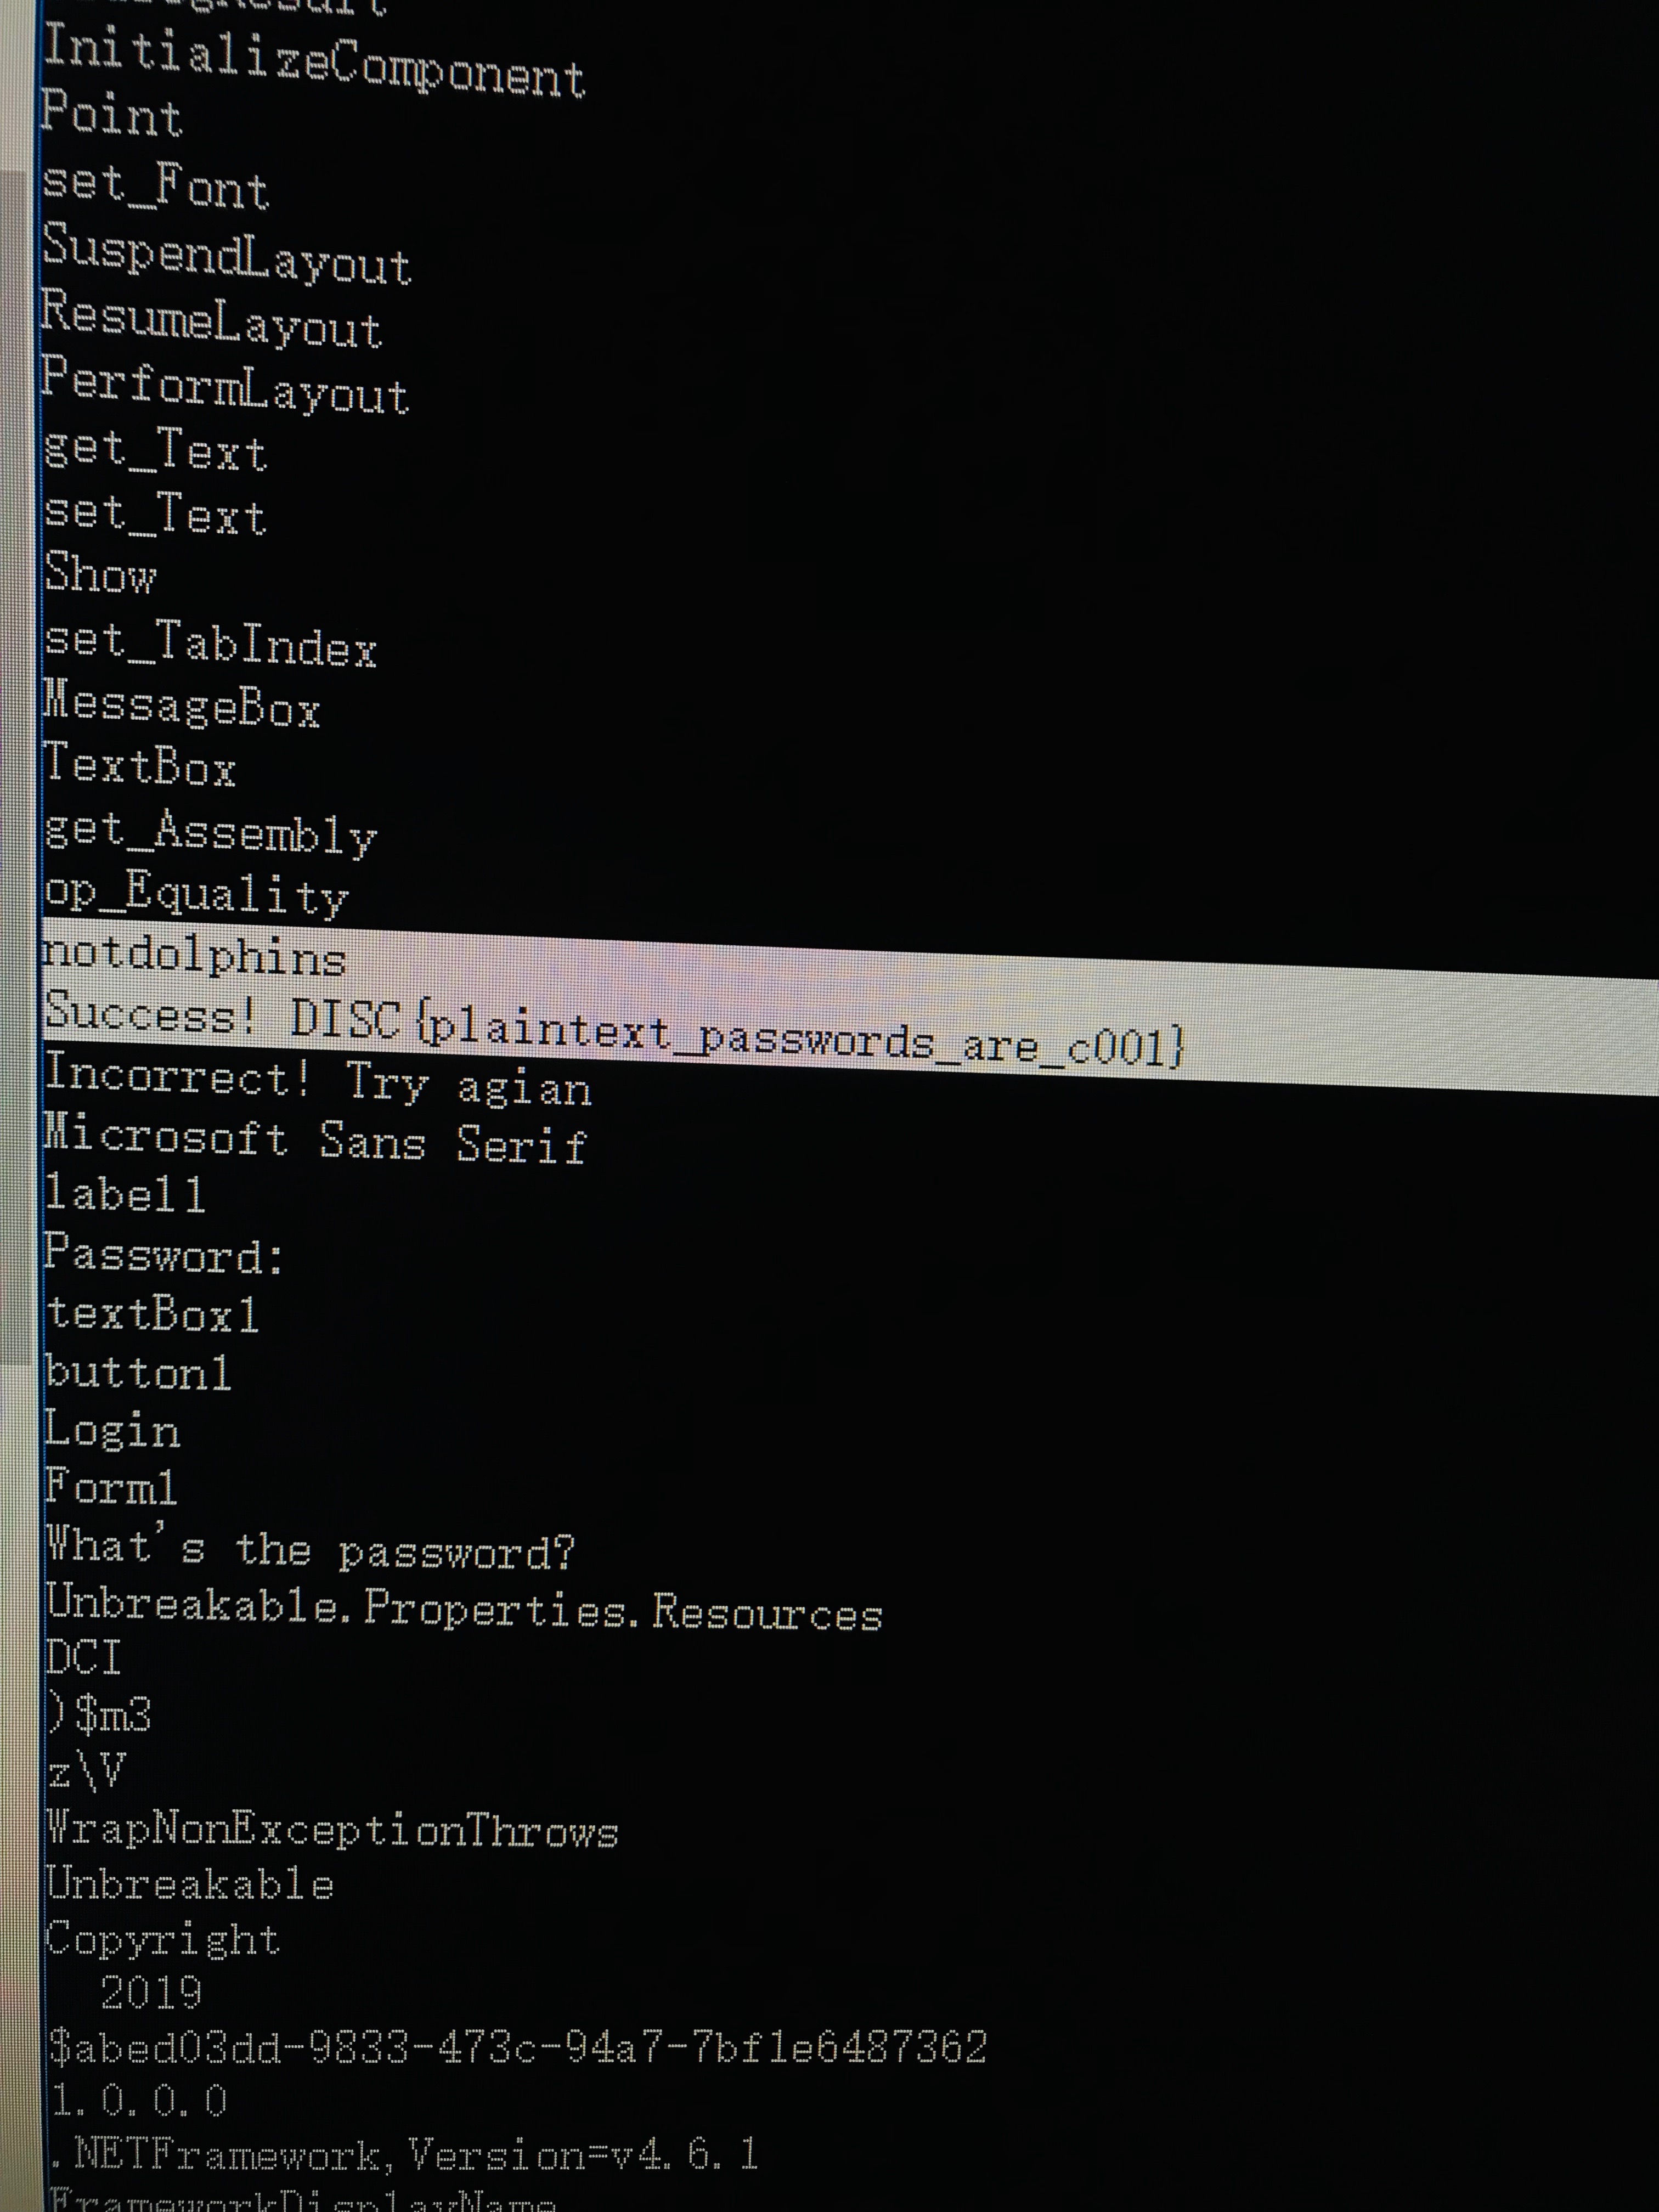 InitializeComponent
Point
set_Font
SuspendLayout
ResumeLayout
PerformLayout
get_Text
set_Text
Show
set_TabIndex
MessageBox
TextBox
get_Assembly
op_Equality
notdolphins
Success! DISC{plaintext_passwords_are_c001}
Incorrect! Try agian
Microsoft Sans Serif
label1
Password:
textBox1
button1
Login
Form1
What's the password?
Unbreakable.Properties.Resources
DCI
)$m3
z\V
WrapNonExceptionThrows
Unbreakable
Copyright
2019
$abed03dd-9833-473c-94a7-7bf1e6487362
1.0.0.0
.NETFramework,Version=v4.6.1
FrameworkDisplayName